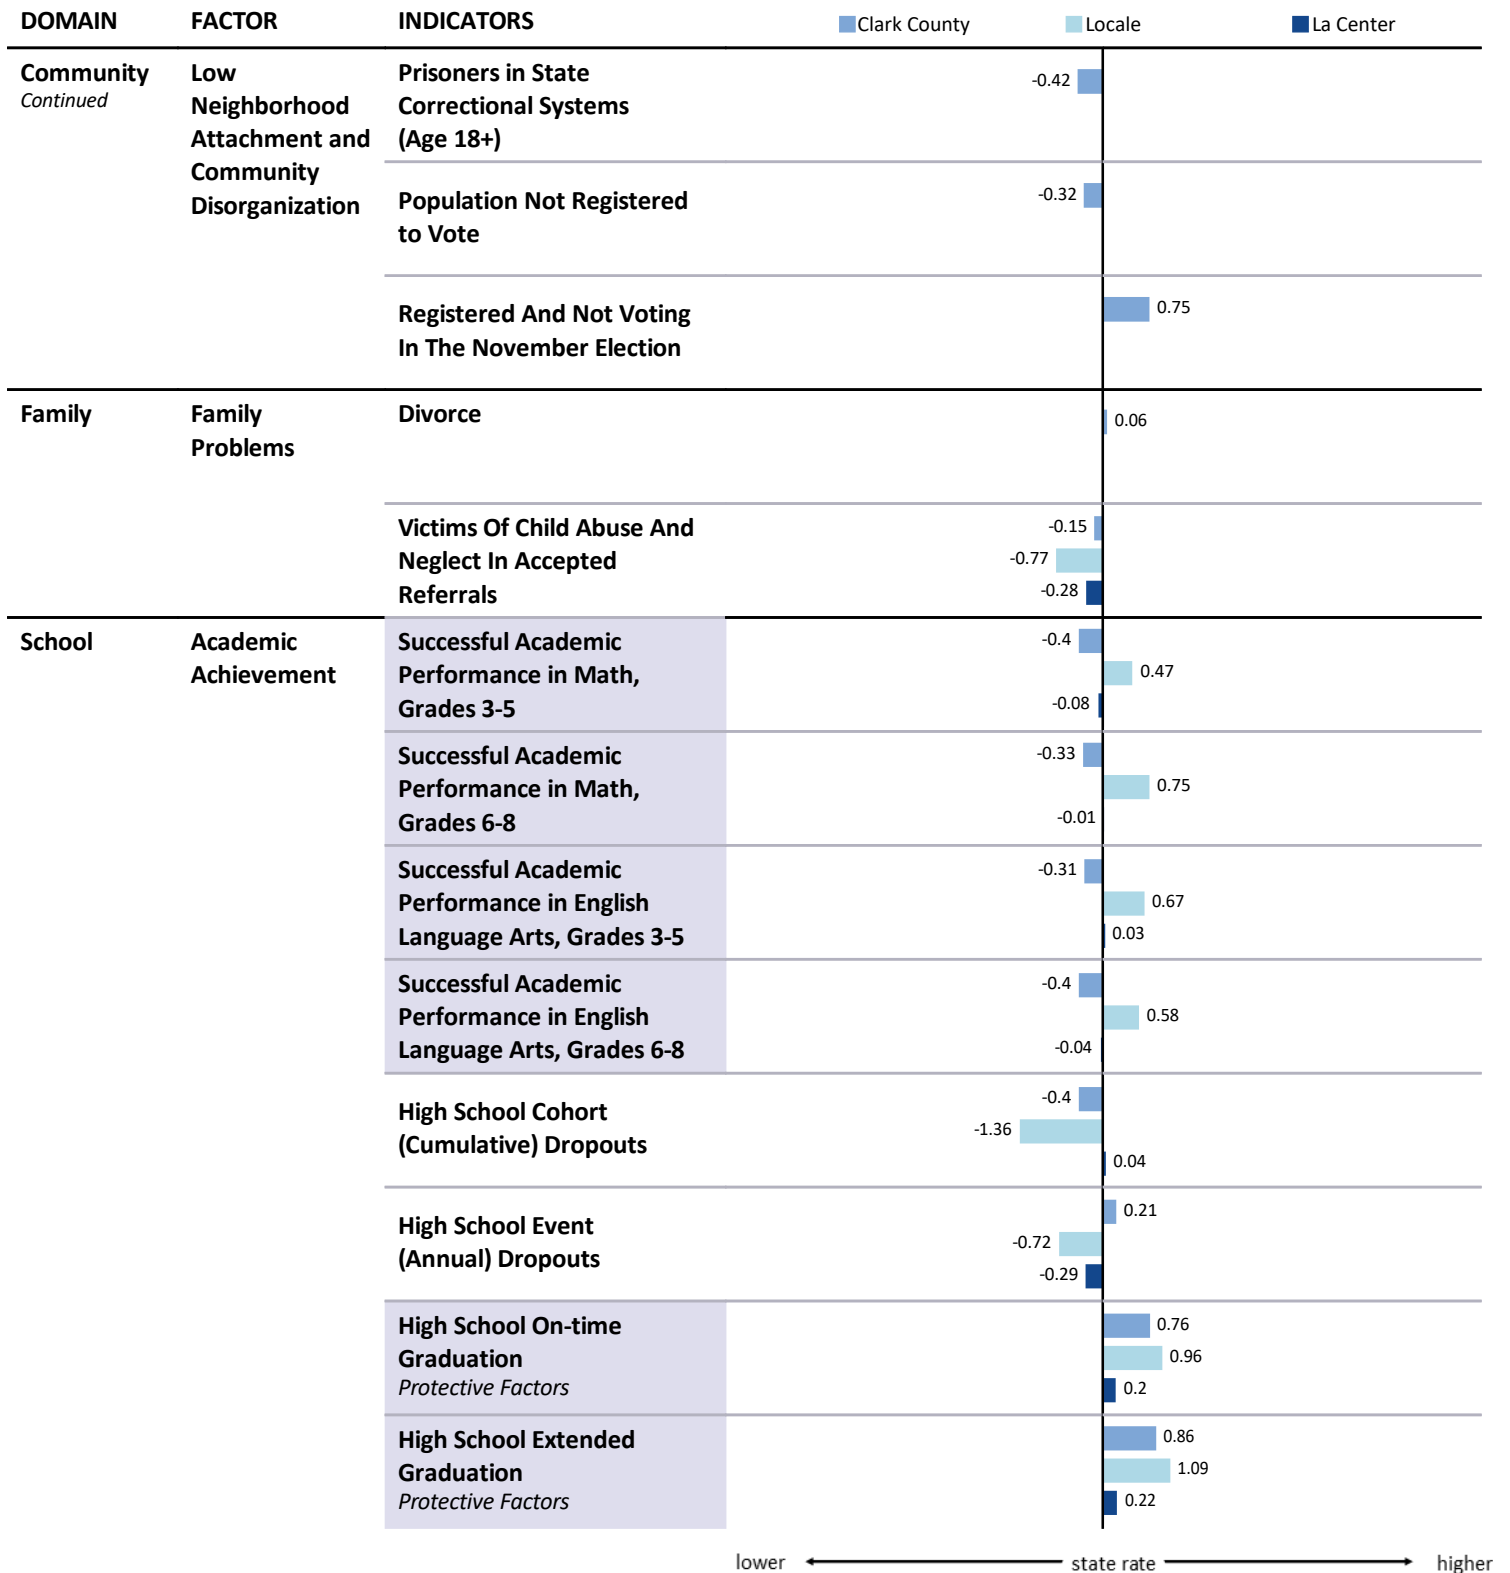 DOMAIN FACTOR INDICATORS Clark County Locale La Center
Community
Continued
Low
Neighborhood
Attachment and
Community
Disorganization
Prisoners in State
Correctional Systems
(Age 18+)
-0.42
Population Not Registered
to Vote
-0.32
Registered And Not Voting
In The November Election
0.75
Family
Family
Problems
Divorce
0.06
Victims Of Child Abuse And
Neglect In Accepted
Referrals
-0.15
-0.77
-0.28
School
Academic
Achievement
Successful Academic
Performance in Math,
Grades 3-5
-0.4
0.47
-0.08
Successful Academic
Performance in Math,
Grades 6-8
-0.33
0.75
-0.01
Successful Academic
Performance in English
Language Arts, Grades 3-5
-0.31
0.67
0.03
Successful Academic
Performance in English
Language Arts, Grades 6-8
-0.4
0.58
-0.04
High School Cohort
(Cumulative) Dropouts
-0.4
-1.36
0.04
High School Event
(Annual) Dropouts
0.21
-0.72
-0.29
High School On-time
Graduation
Protective Factors
0.76
0.96
0.2
High School Extended
Graduation
Protective Factors
0.86
1.09
0.22
lower state rate higher